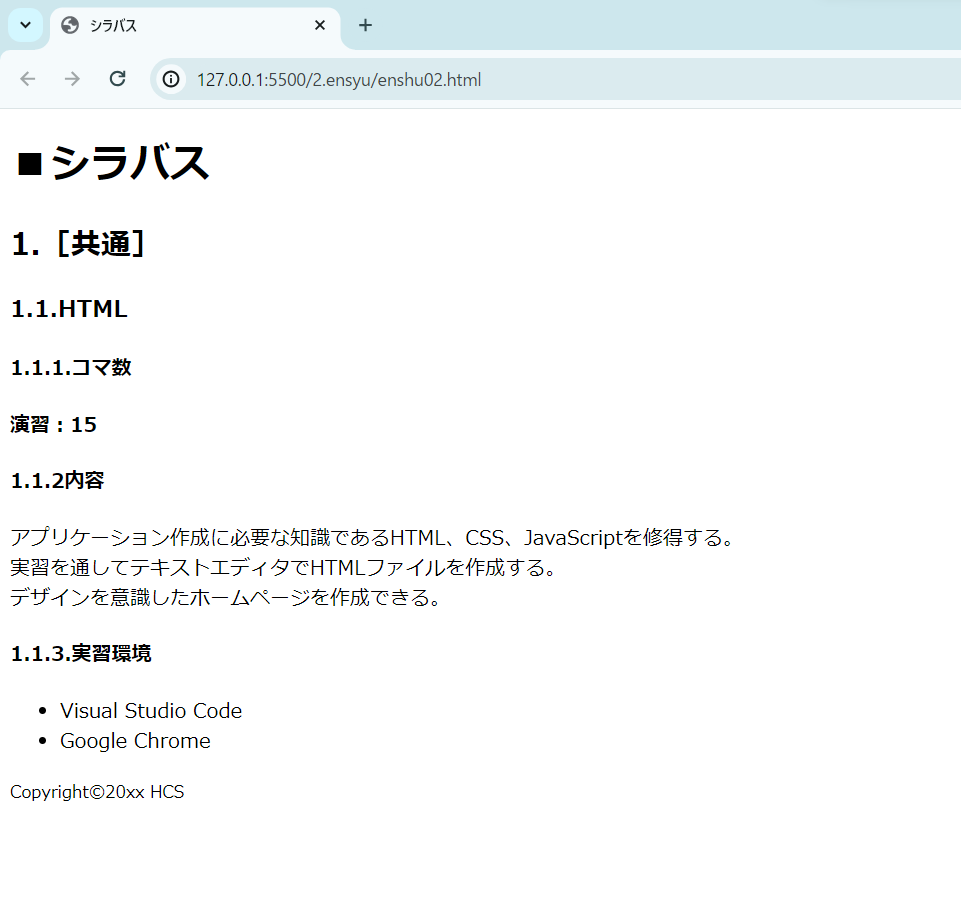 シラバス
127.0.0.1:5500/2.ensyu/enshu02.html
■シラバス
1.［共通］
1.1.HTML
1.1.1.コマ数
演習：15
1.1.2内容
アプリケーション作成に必要な知識であるHTML、CSS、JavaScriptを修得する。
実習を通してテキストエディタでHTMLファイルを作成する。
デザインを意識したホームページを作成できる。
1.1.3.実習環境
• Visual Studio Code
• Google Chrome
Copyright©20xx HCS